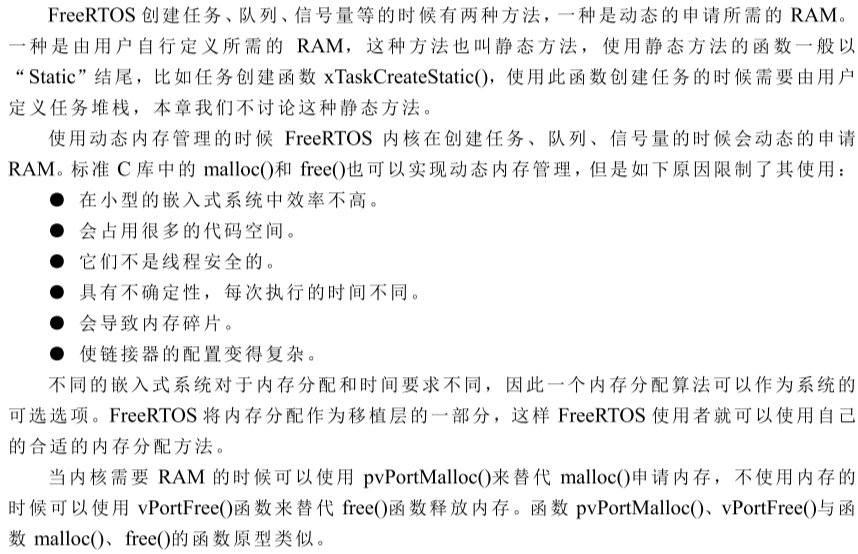 FreeRTOS 创建任务、队列、信号量等的时候有两种方法，一种是动态的申请所需的 RAM。
一种是由用户自行定义所需的 RAM，这种方法也叫静态方法，使用静态方法的函数一般以
“Static”结尾，比如任务创建函数 xTaskCreateStatic()，使用此函数创建任务的时候需要由用户
定义任务堆栈，本章我们不讨论这种静态方法。
使用动态内存管理的时候 FreeRTOS 内核在创建任务、队列、信号量的时候会动态的申请
RAM。标准 C 库中的 malloc()和 free()也可以实现动态内存管理，但是如下原因限制了其使用：
● 在小型的嵌入式系统中效率不高。
● 会占用很多的代码空间。
● 它们不是线程安全的。
● 具有不确定性，每次执行的时间不同。
● 会导致内存碎片。
● 使链接器的配置变得复杂。
不同的嵌入式系统对于内存分配和时间要求不同，因此一个内存分配算法可以作为系统的
可选选项。FreeRTOS 将内存分配作为移植层的一部分，这样 FreeRTOS 使用者就可以使用自己
的合适的内存分配方法。
当内核需要 RAM 的时候可以使用 pvPortMalloc()来替代 malloc()申请内存，不使用内存的
时候可以使用 vPortFree()函数来替代 free()函数释放内存。函数 pvPortMalloc()、vPortFree()与函
数 malloc()、free()的函数原型类似。